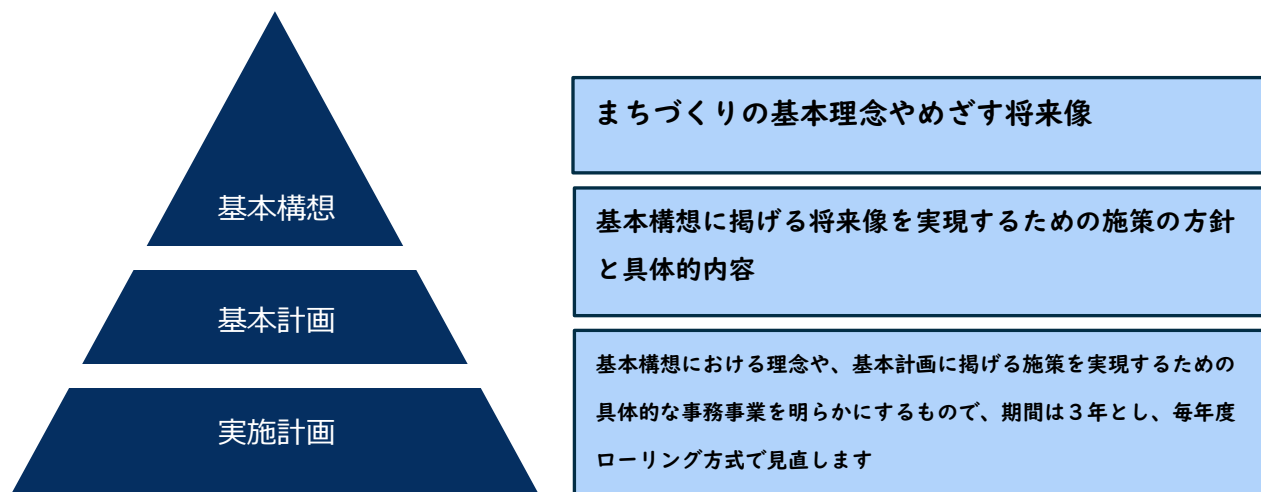 基本構想
まちづくりの基本理念やめざす将来像
基本計画
基本構想に掲げる将来像を実現するための施策の方針
と具体的内容
実施計画
基本構想における理念や、基本計画に掲げる施策を実現するための
具体的な事務事業を明らかにするもので、期間は３年とし、毎年度
ローリング方式で見直します